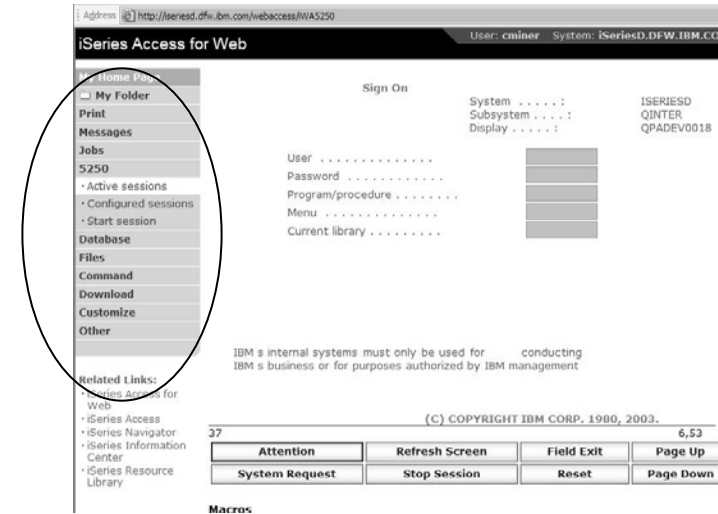 Address http://iseriesd.dfw.ibm.com/webaccess/iWA5250
iSeries Access for Web
User: cminer System: iSeriesD.DFW.IBM.CO
My Home Page
My Folder
Print
Messages
Jobs
5250
• Active sessions
• Configured sessions
• Start session
Database
Files
Command
Download
Customize
Other
Related Links:
• iSeries Access for
Web
• iSeries Access
• iSeries Navigator
• iSeries Information
Center
• iSeries Resource
Library
Sign On
System . . . . . : ISERIESD
Subsystem . . . . : QINTER
Display . . . . . : QPADEV0018
User . . . . . . . . . . . . . .
Password . . . . . . . . . . . .
Program/procedure . . . . . . . .
Menu . . . . . . . . . . . . . .
Current library . . . . . . . . .
IBM s internal systems must only be used for conducting
IBM s business or for purposes authorized by IBM management
(C) COPYRIGHT IBM CORP. 1980, 2003.
37 6,53
Attention Refresh Screen Field Exit Page Up
System Request Stop Session Reset Page Down
Macros